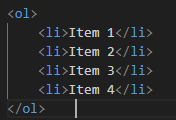 <ol>
    <li>Item 1</li>
    <li>Item 2</li>
    <li>Item 3</li>
    <li>Item 4</li>
</ol>